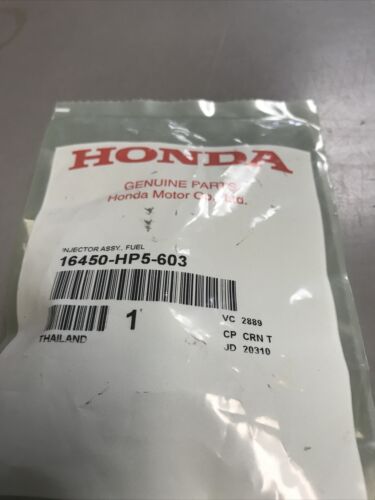 HONDA
GENUINE PARTS
Honda Motor Co., Ltd.
INJECTOR ASSY., FUEL
16450-HP5-603
1
VC 2889
THAILAND
CP CRN T
JD 20310